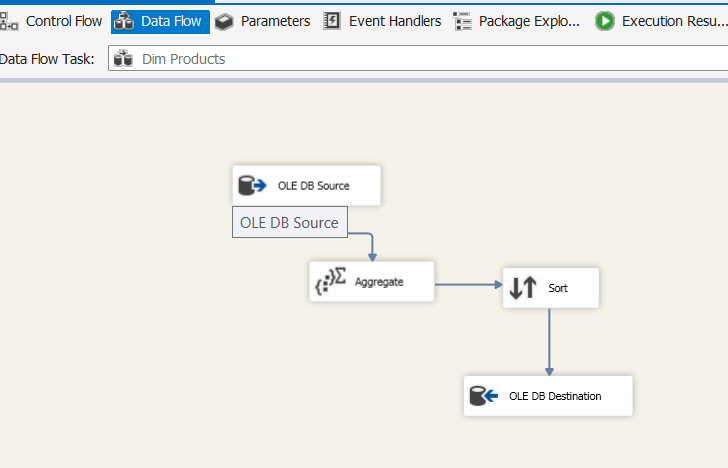 Control Flow Data Flow Parameters Event Handlers Package Explo... Execution Resu...
Data Flow Task: Dim Products
OLE DB Source
OLE DB Source
Aggregate
Sort
OLE DB Destination